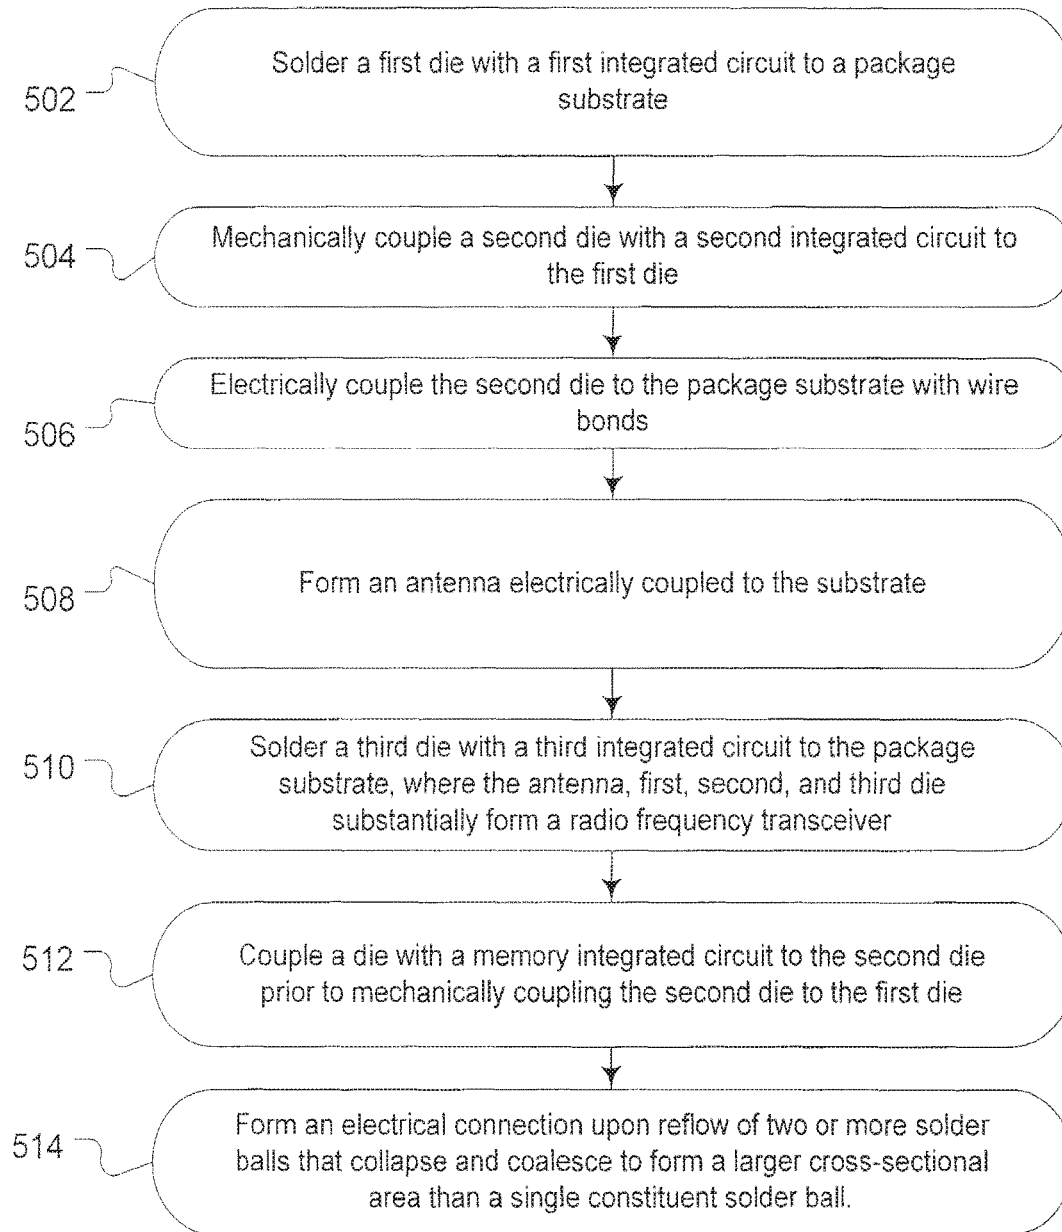 502
Solder a first die with a first integrated circuit to a package
substrate
504
Mechanically couple a second die with a second integrated circuit to
the first die
506
Electrically couple the second die to the package substrate with wire
bonds
508
Form an antenna electrically coupled to the substrate
510
Solder a third die with a third integrated circuit to the package
substrate, where the antenna, first, second, and third die
substantially form a radio frequency transceiver
512
Couple a die with a memory integrated circuit to the second die
prior to mechanically coupling the second die to the first die
514
Form an electrical connection upon reflow of two or more solder
balls that collapse and coalesce to form a larger cross-sectional
area than a single constituent solder ball.